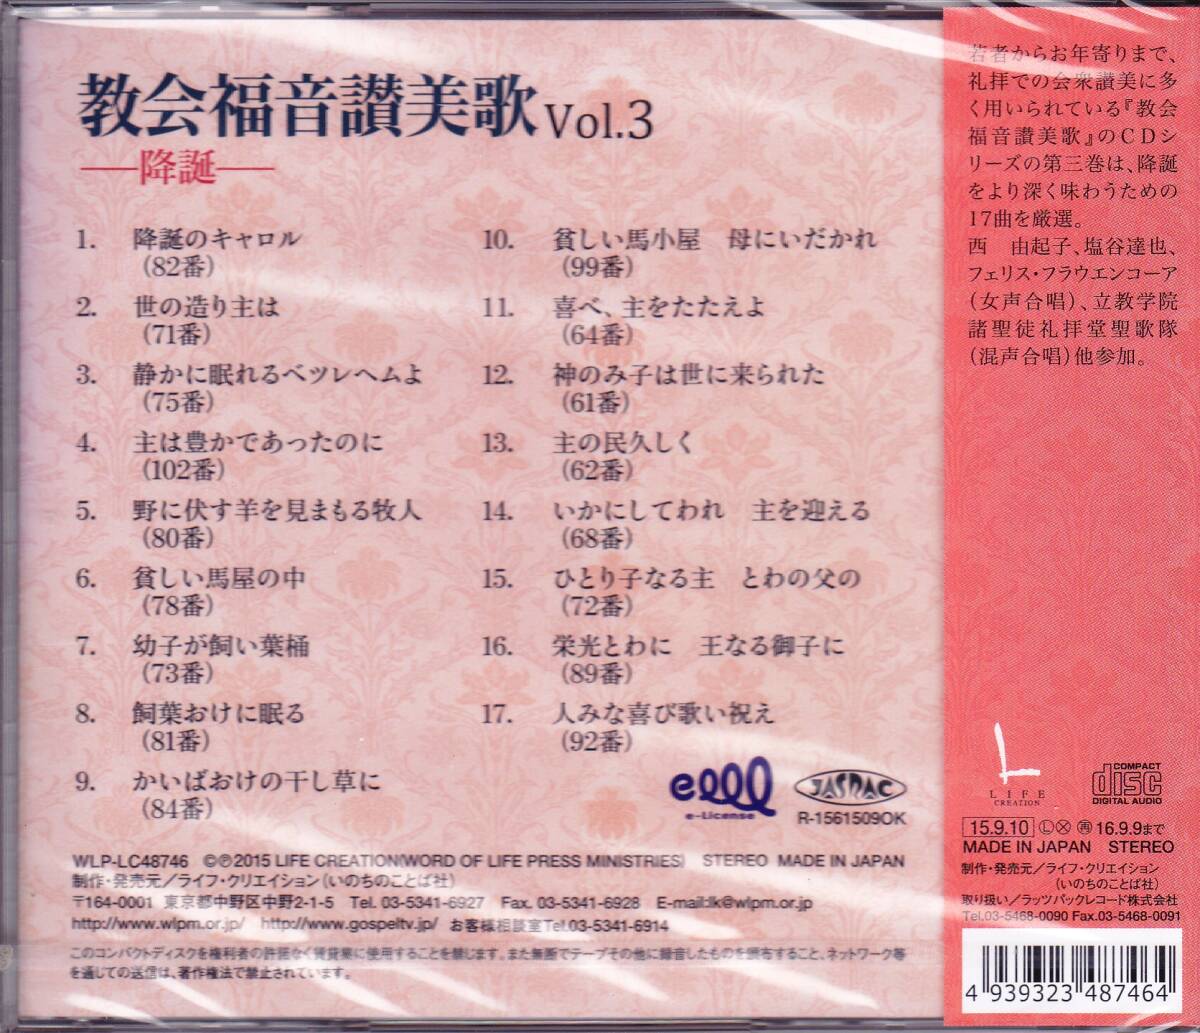 教会福音讃美歌 Vol.3
―降誕―
1. 降誕のキャロル
(82番)
2. 世の造り主は
(71番)
3. 静かに眠れるベツレヘムよ
(75番)
4. 主は豊かであったのに
(102番)
5. 野に伏す羊を見まもる牧人
(80番)
6. 貧しい馬屋の中
(78番)
7. 幼子が飼い葉桶
(73番)
8. 飼葉おけに眠る
(81番)
9. かいばおけの干し草に
(84番)
10. 貧しい馬小屋 母にいだかれ
(99番)
11. 喜べ、主をたたえよ
(64番)
12. 神のみ子は世に来られた
(61番)
13. 主の民久しく
(62番)
14. いかにしてわれ 主を迎える
(68番)
15. ひとり子なる主 とわの父の
(72番)
16. 栄光とわに 王なる御子に
(89番)
17. 人みな喜び歌い祝え
(92番)
elll
e-License
JASRAC
R-1561509OK
WLP-LC48746 ©℗2015 LIFE CREATION(WORD OF LIFE PRESS MINISTRIES) STEREO MADE IN JAPAN
制作・発売元/ライフ・クリエイション(いのちのことば社)
〒164-0001 東京都中野区中野2-1-5 Tel. 03-5341-6927 Fax. 03-5341-6928 E-mail:lk@wlpm.or.jp
http://www.wlpm.or.jp/ http://www.gospeltv.jp/ お客様相談室Tel.03-5341-6914
このコンパクトディスクを権利者の許諾なく賃貸業に使用することを禁じます。また無断でテープその他に録音したものを頒布すること、ネットワーク等
を通じての送信は、著作権法で禁止されています。
若者からお年寄りまで、
礼拝での会衆讃美に多
く用いられている『教会
福音讃美歌』のCDシ
リーズの第三巻は、降誕
をより深く味わうための
17曲を厳選。
西 由起子、塩谷達也、
フェリス・フラウエンコーア
(女声合唱)、立教学院
諸聖徒礼拝堂聖歌隊
(混声合唱)他参加。
LIFE
CREATION
COMPACT
disc
DIGITAL AUDIO
15.9.10 Ⓛ Ⓧ ㊣16.9.9まで
MADE IN JAPAN STEREO
制作・発売元/ライフ・クリエイション
(いのちのことば社)
取り扱い/ラッツパックレコード株式会社
Tel.03-5468-0090 Fax.03-5468-0091
4 939323 487464